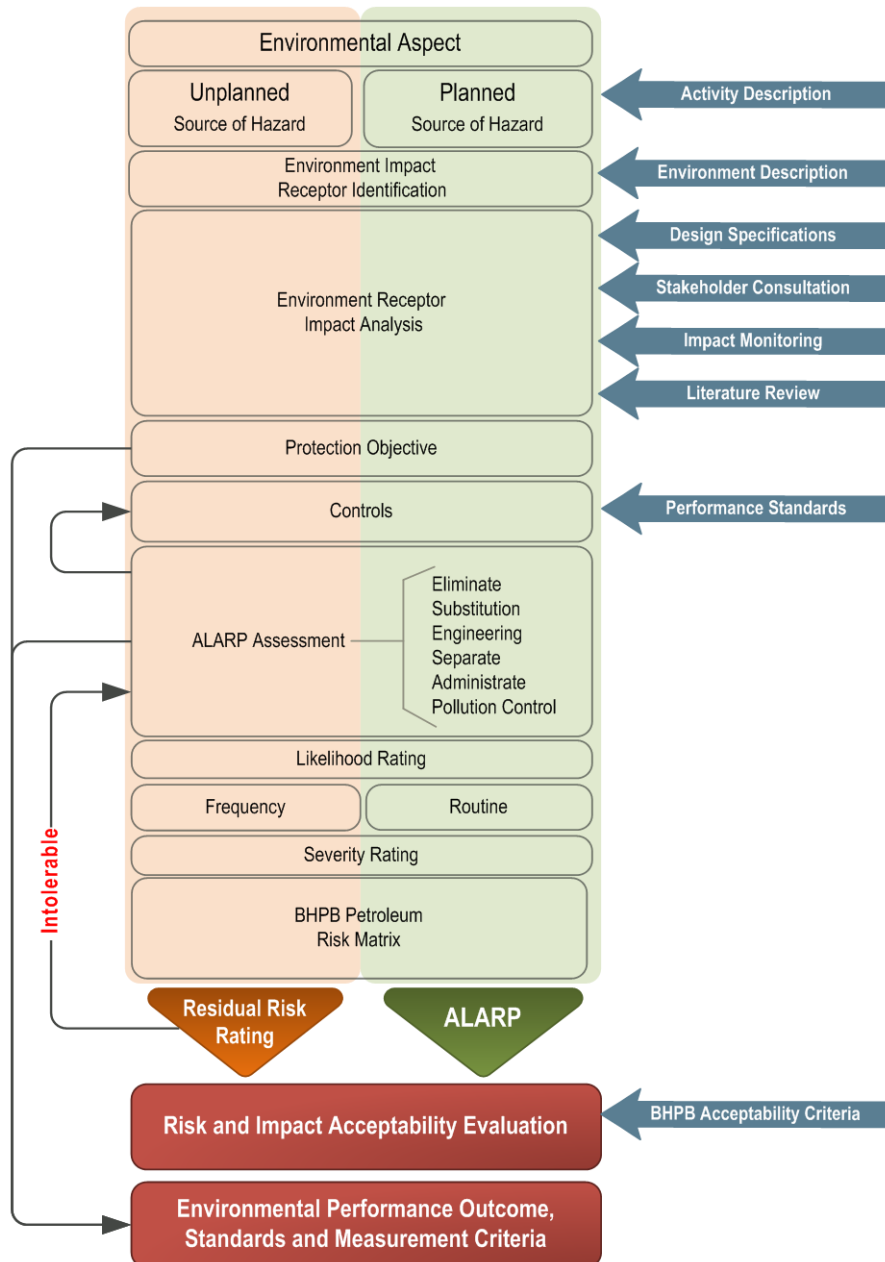 Environmental Aspect
Unplanned
Source of Hazard
Planned
Source of Hazard
Activity Description
Environment Impact
Receptor Identification
Environment Description
Design Specifications
Stakeholder Consultation
Environment Receptor
Impact Analysis
Impact Monitoring
Literature Review
Protection Objective
Controls
Performance Standards
ALARP Assessment
Eliminate
Substitution
Engineering
Separate
Administrate
Pollution Control
Likelihood Rating
Frequency
Routine
Severity Rating
Intolerable
BHPB Petroleum
Risk Matrix
Residual Risk
Rating
ALARP
Risk and Impact Acceptability Evaluation
BHPB Acceptability Criteria
Environmental Performance Outcome,
Standards and Measurement Criteria